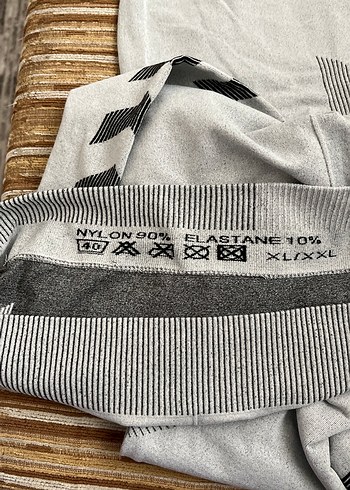 NYLON 90% ELASTANE 10%
40 XL/XXL